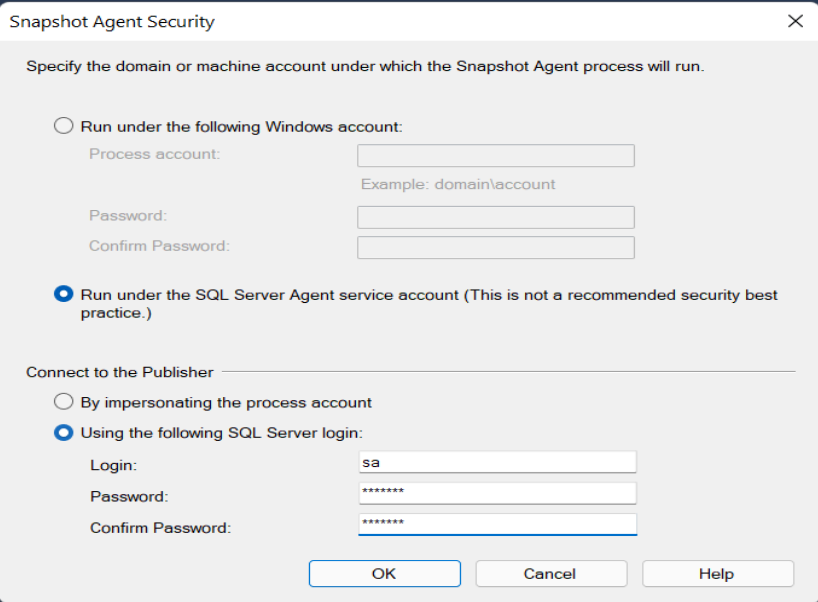 Snapshot Agent Security
Specify the domain or machine account under which the Snapshot Agent process will run.
Run under the following Windows account:
Process account:
Example: domain\account
Password:
Confirm Password:
Run under the SQL Server Agent service account (This is not a recommended security best
practice.)
Connect to the Publisher
By impersonating the process account
Using the following SQL Server login:
Login: sa
Password: *******
Confirm Password: *******
OK Cancel Help